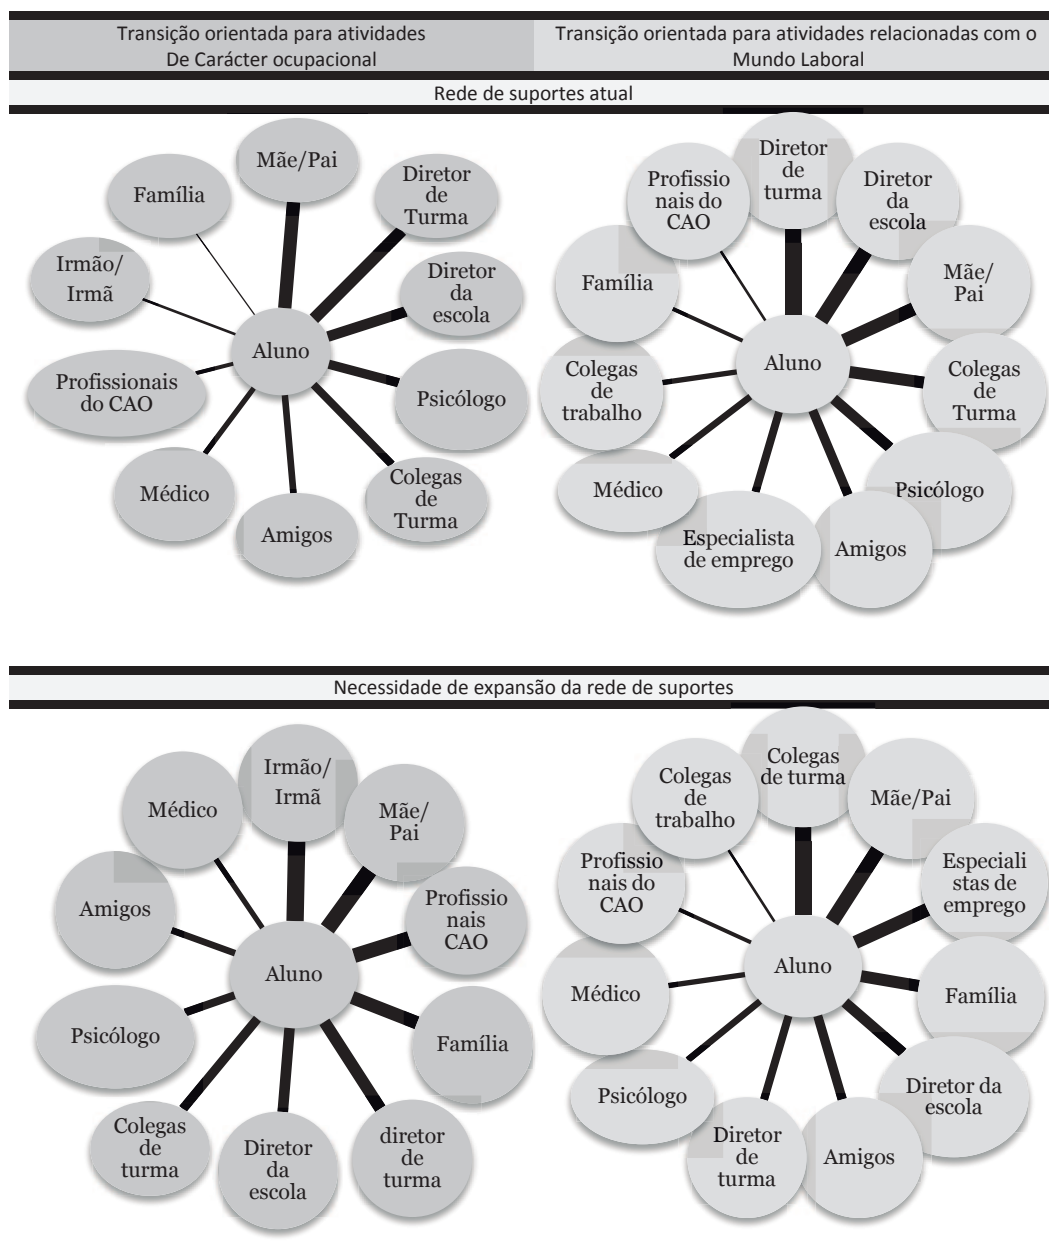 Transição orientada para atividades
De Carácter ocupacional
Transição orientada para atividades relacionadas com o
Mundo Laboral
Rede de suportes atual
Mãe/Pai
Diretor
de
Turma
Diretor
da
escola
Psicólogo
Colegas
de
Turma
Amigos
Médico
Profissionais
do CAO
Irmão/
Irmã
Família
Aluno
Diretor
de
turma
Diretor
da
escola
Mãe/
Pai
Colegas
de
Turma
Psicólogo
Amigos
Especialista
de emprego
Médico
Colegas
de
trabalho
Família
Profissio
nais do
CAO
Aluno
Necessidade de expansão da rede de suportes
Irmão/
Irmã
Mãe/
Pai
Profissio
nais
CAO
Família
diretor
de
turma
Diretor
da
escola
Colegas
de
turma
Psicólogo
Amigos
Médico
Aluno
Colegas
de turma
Mãe/Pai
Especiali
stas de
emprego
Família
Diretor da
escola
Amigos
Diretor
de
turma
Psicólogo
Médico
Profissio
nais do
CAO
Colegas
de
trabalho
Aluno